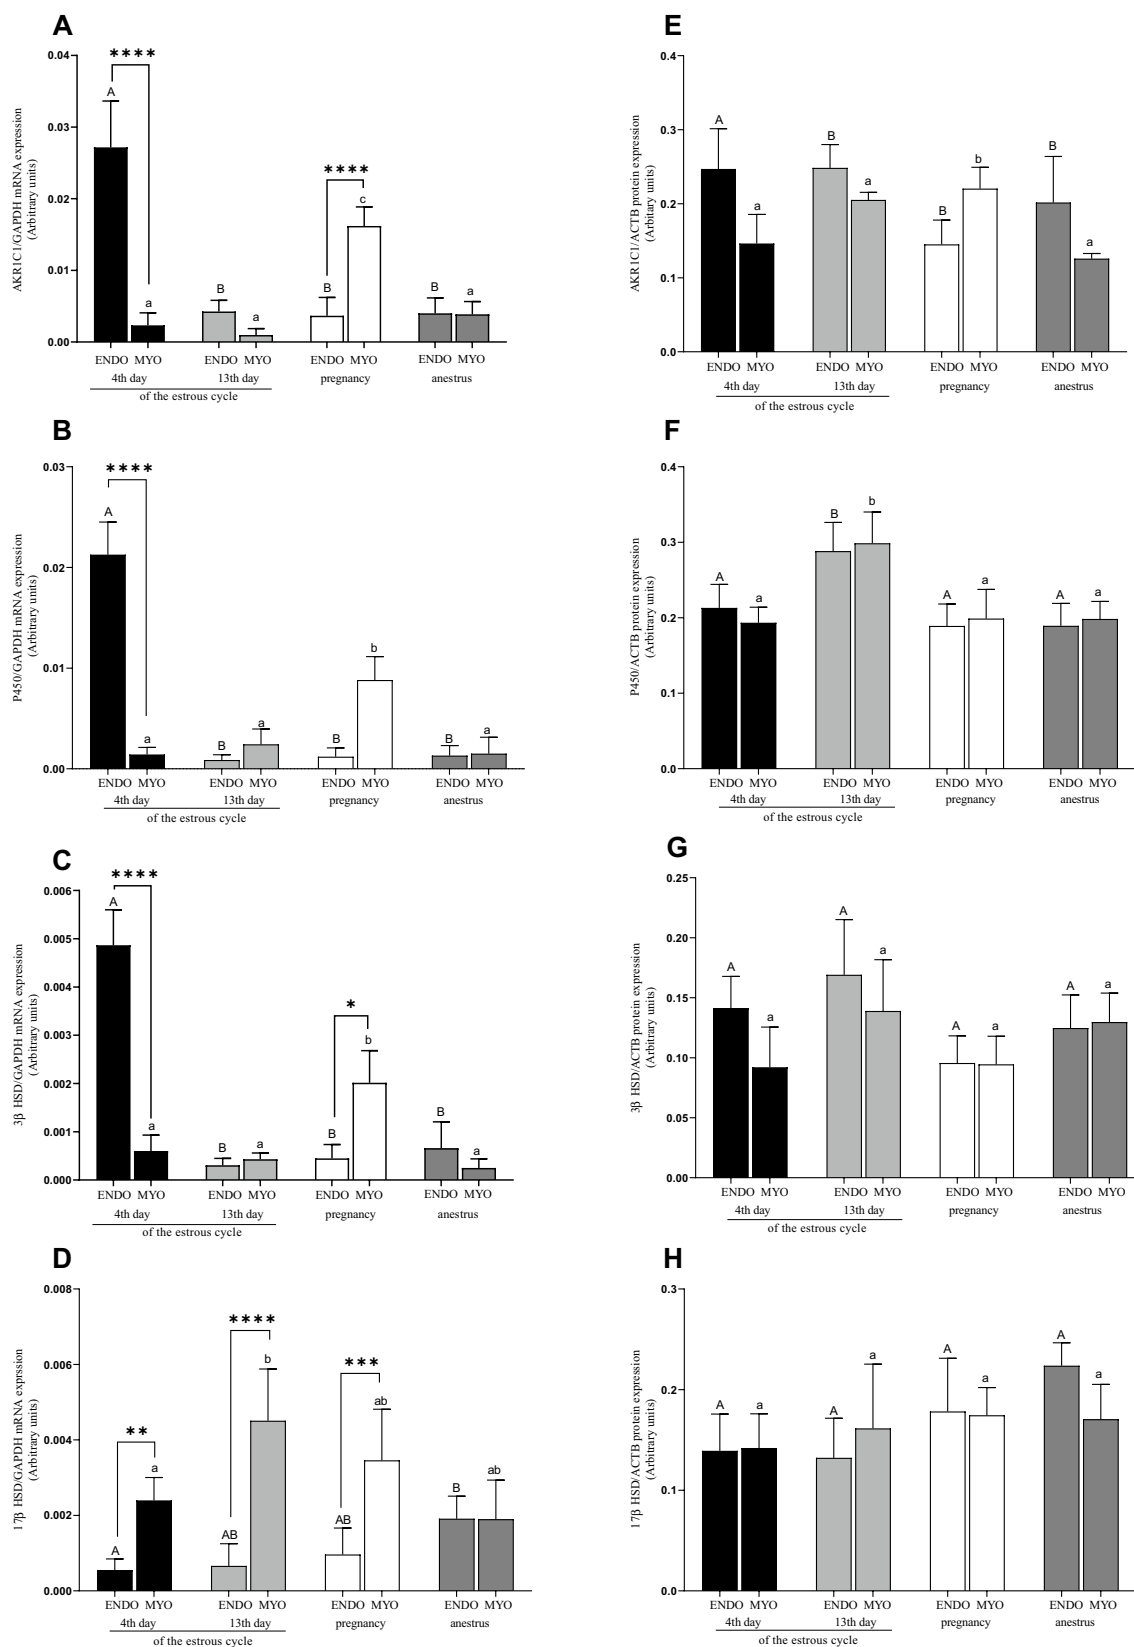 A
AKR1C1/GAPDH mRNA expression
(Arbitrary units)
0.04
0.03
0.02
0.01
0.00
****
****
A
a
B
a
B
c
B
a
ENDO MYO
ENDO MYO
ENDO MYO
ENDO MYO
4th day
13th day
pregnancy
anestrus
of the estrous cycle
E
AKR1C1/ACTB protein expression
(Arbitrary units)
0.4
0.3
0.2
0.1
0.0
A
a
B
a
B
b
B
a
ENDO MYO
ENDO MYO
ENDO MYO
ENDO MYO
4th day
13th day
pregnancy
anestrus
of the estrous cycle
B
P450/GAPDH mRNA expression
(Arbitrary units)
0.03
0.02
0.01
0.00
****
A
a
B
a
B
b
B
a
ENDO MYO
ENDO MYO
ENDO MYO
ENDO MYO
4th day
13th day
pregnancy
anestrus
of the estrous cycle
F
P450/ACTB protein expression
(Arbitrary units)
0.4
0.3
0.2
0.1
0.0
A
a
B
b
A
a
A
a
ENDO MYO
ENDO MYO
ENDO MYO
ENDO MYO
4th day
13th day
pregnancy
anestrus
of the estrous cycle
C
3β HSD/GAPDH mRNA expression
(Arbitrary units)
0.006
0.005
0.004
0.003
0.002
0.001
0.000
****
*
A
a
B
a
B
b
B
a
ENDO MYO
ENDO MYO
ENDO MYO
ENDO MYO
4th day
13th day
pregnancy
anestrus
of the estrous cycle
G
3β HSD/ACTB protein expression
(Arbitrary units)
0.25
0.20
0.15
0.10
0.05
0.00
A
a
A
a
A
a
A
a
ENDO MYO
ENDO MYO
ENDO MYO
ENDO MYO
4th day
13th day
pregnancy
anestrus
of the estrous cycle
D
17β HSD/GAPDH mRNA expression
(Arbitrary units)
0.008
0.006
0.004
0.002
0.000
**
****
***
A
a
AB
b
AB
ab
B
ab
ENDO MYO
ENDO MYO
ENDO MYO
ENDO MYO
4th day
13th day
pregnancy
anestrus
of the estrous cycle
H
17β HSD/ACTB protein expression
(Arbitrary units)
0.3
0.2
0.1
0.0
A
a
A
a
A
a
A
a
ENDO MYO
ENDO MYO
ENDO MYO
ENDO MYO
4th day
13th day
pregnancy
anestrus
of the estrous cycle